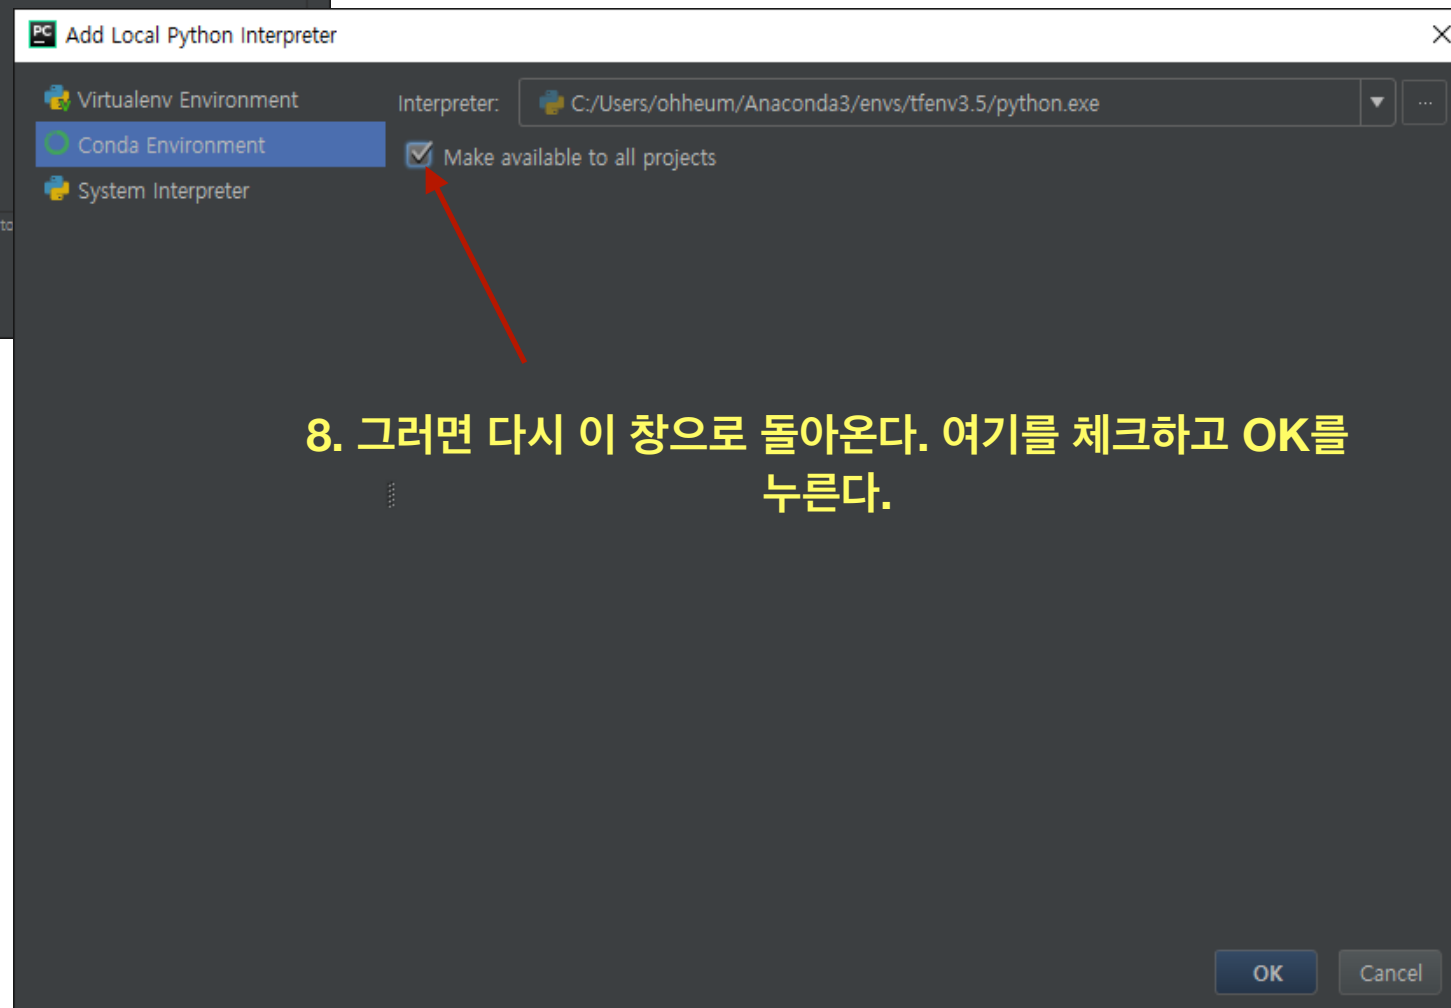 PC Add Local Python Interpreter
Virtualenv Environment
Conda Environment
System Interpreter
Interpreter: C:/Users/ohheum/Anaconda3/envs/tfenv3.5/python.exe ...
Make available to all projects
8. 그러면 다시 이 창으로 돌아온다. 여기를 체크하고 OK를
누른다.
OK Cancel